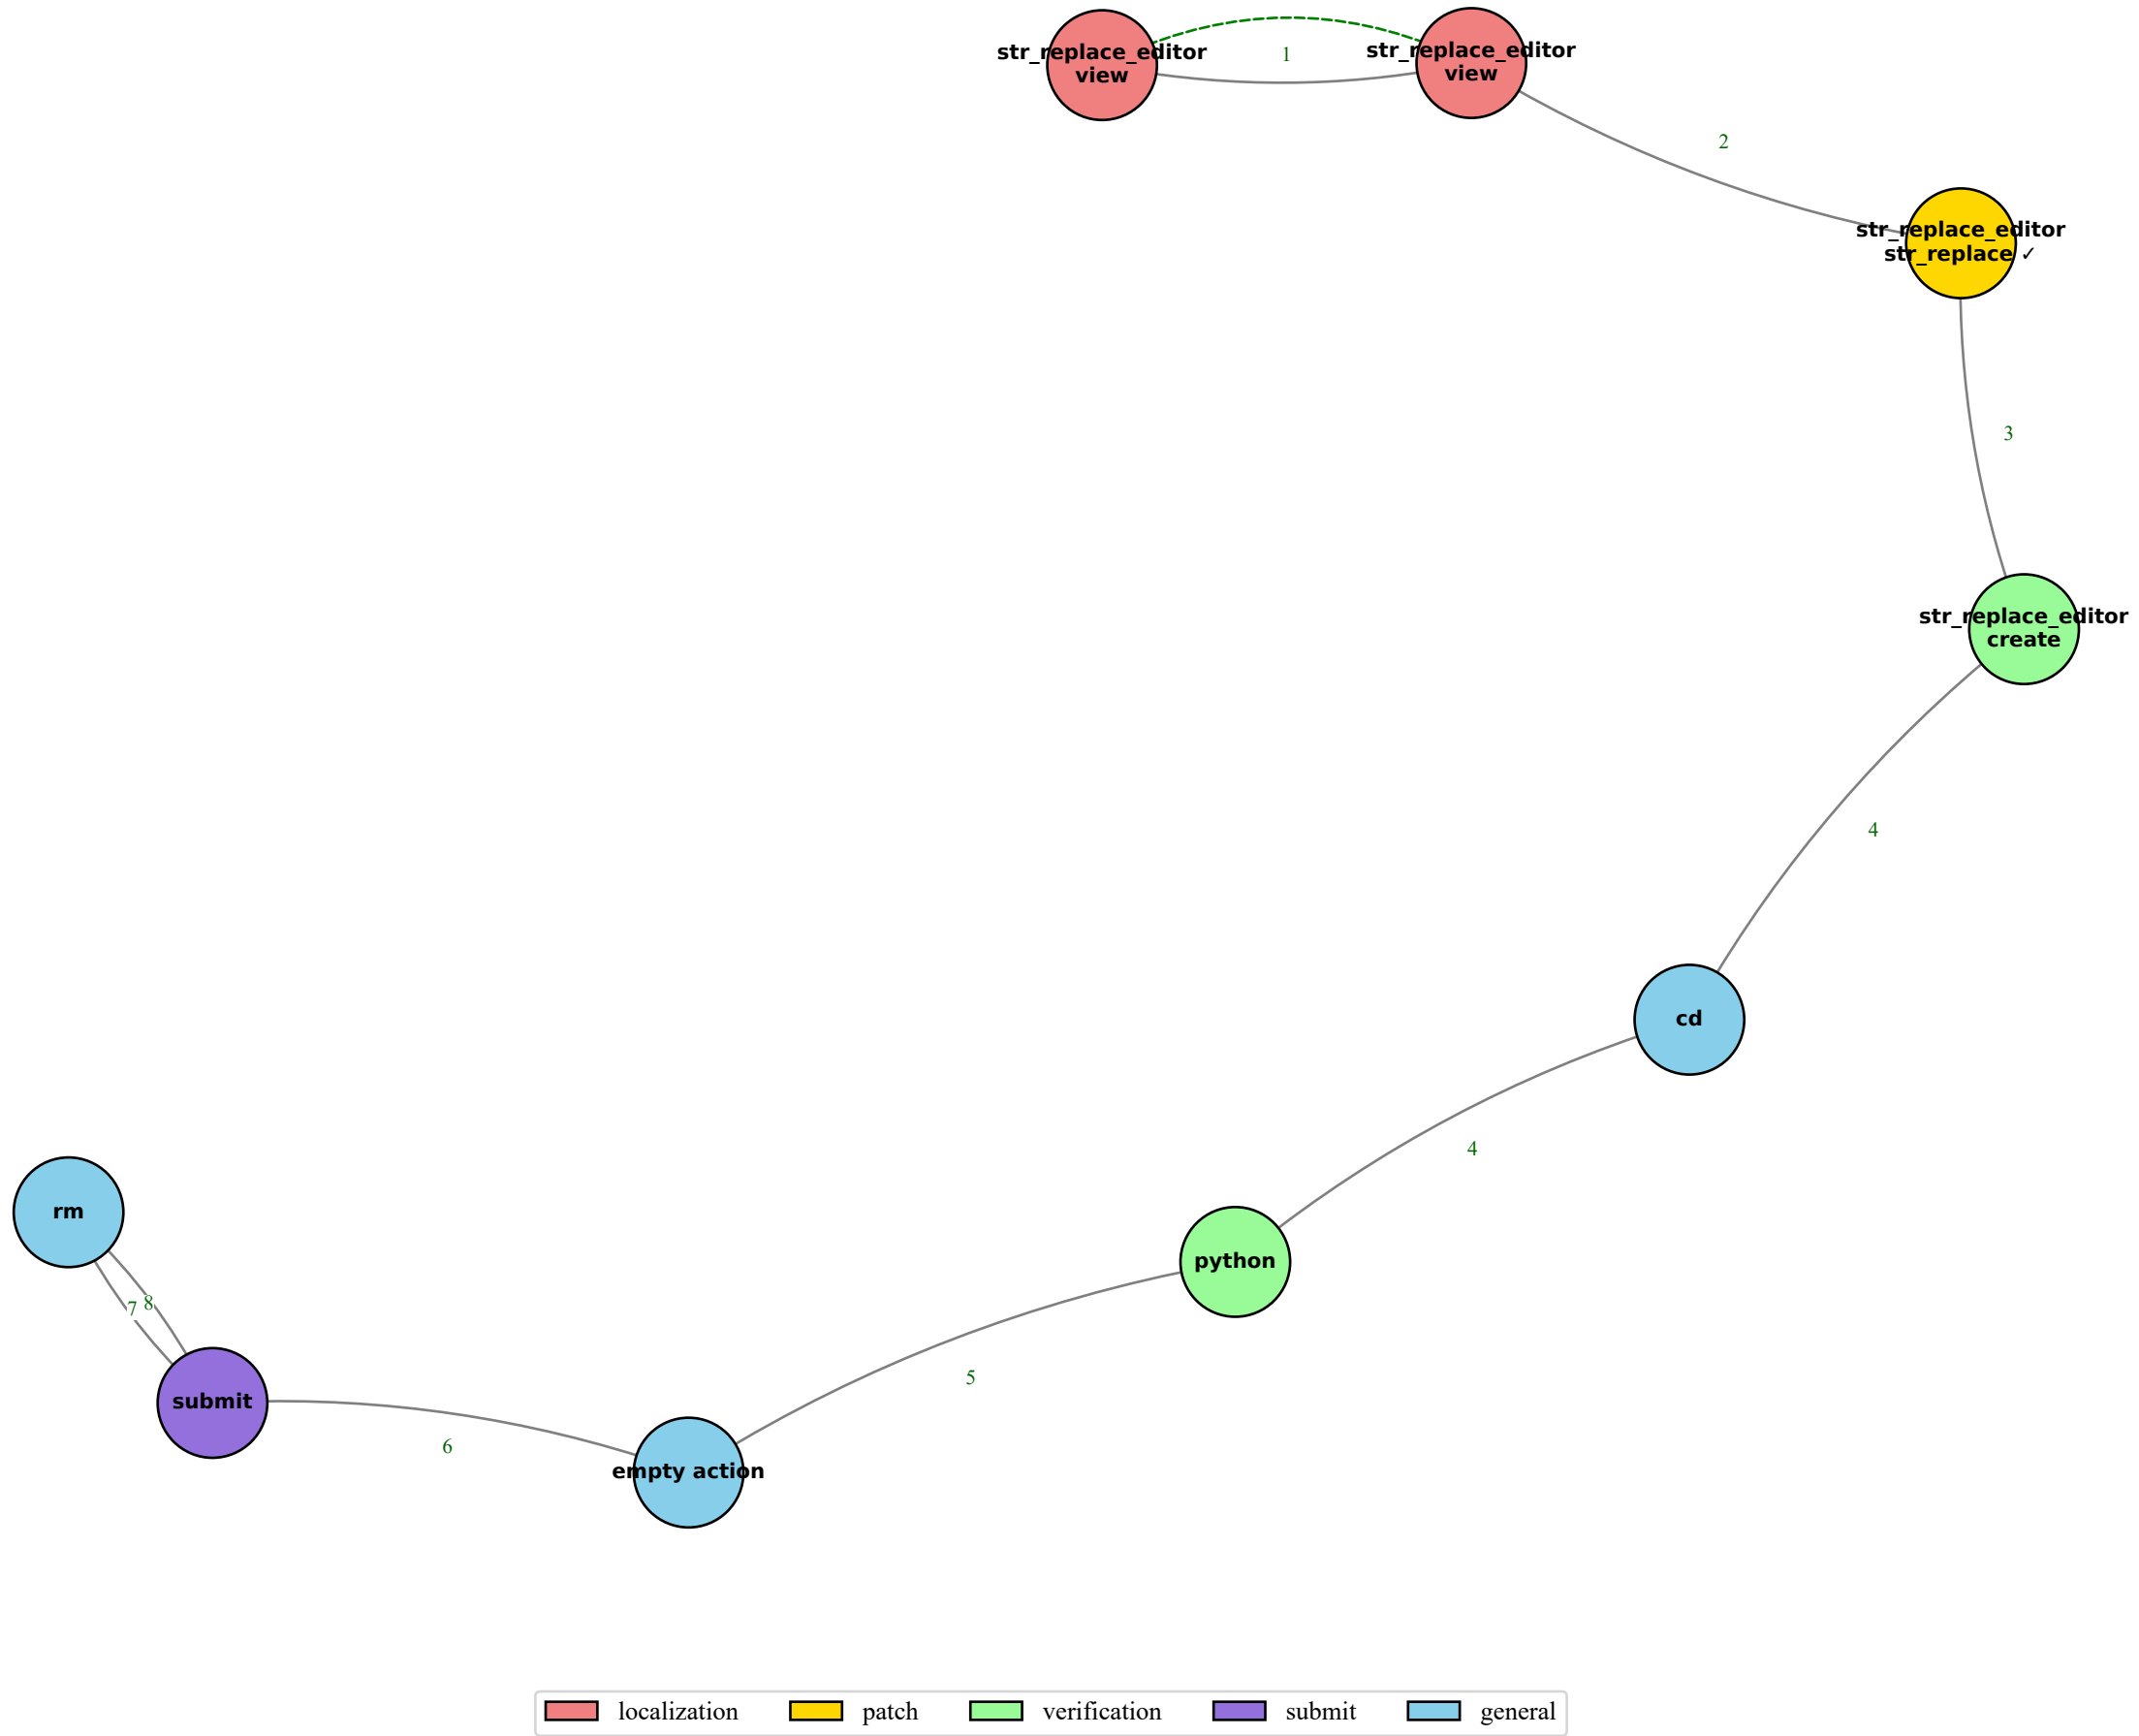 str_replace_editor
view
1
str_replace_editor
view
2
str_replace_editor
str_replace ✓
3
str_replace_editor
create
4
cd
4
python
5
empty action
6
submit
7
8
rm
localization
patch
verification
submit
general